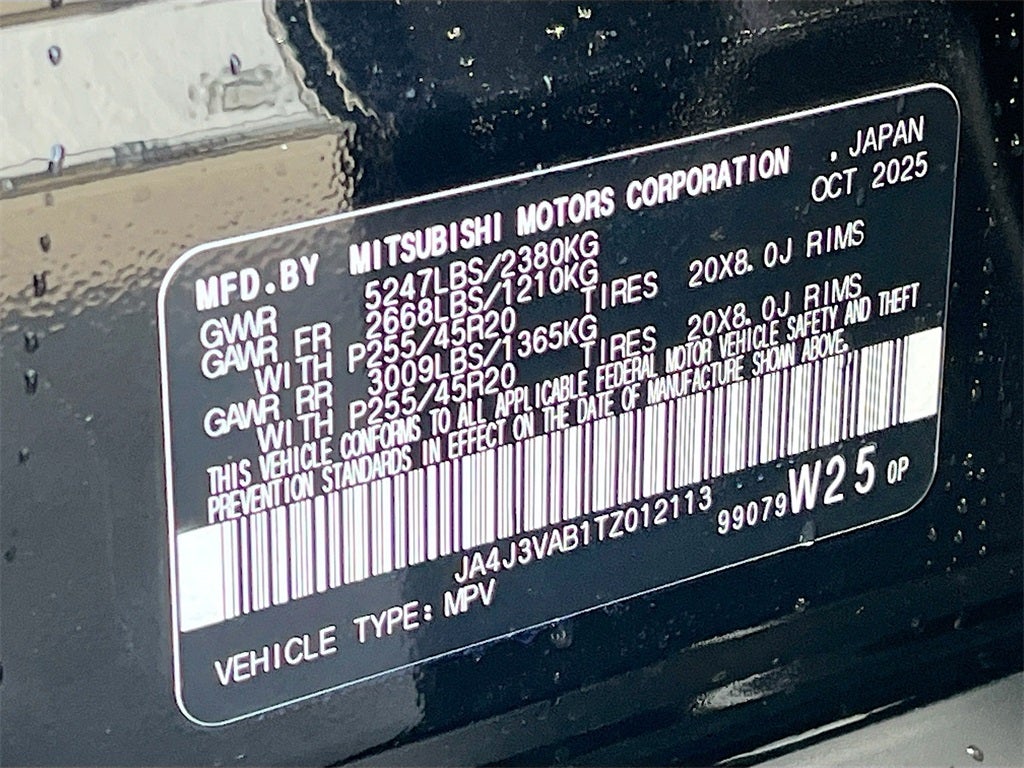 MFD.BY MITSUBISHI MOTORS CORPORATION . JAPAN
GVWR 5247LBS/2380KG OCT 2025
GAWR FR 2668LBS/1210KG
WITH P255/45R20 TIRES 20X8.0J RIMS
GAWR RR 3009LBS/1365KG
WITH P255/45R20 TIRES 20X8.0J RIMS
THIS VEHICLE CONFORMS TO ALL APPLICABLE FEDERAL MOTOR VEHICLE SAFETY AND THEFT
PREVENTION STANDARDS IN EFFECT ON THE DATE OF MANUFACTURE SHOWN ABOVE.
JA4J3VAB1TZ012113 99079W25 0P
VEHICLE TYPE: MPV